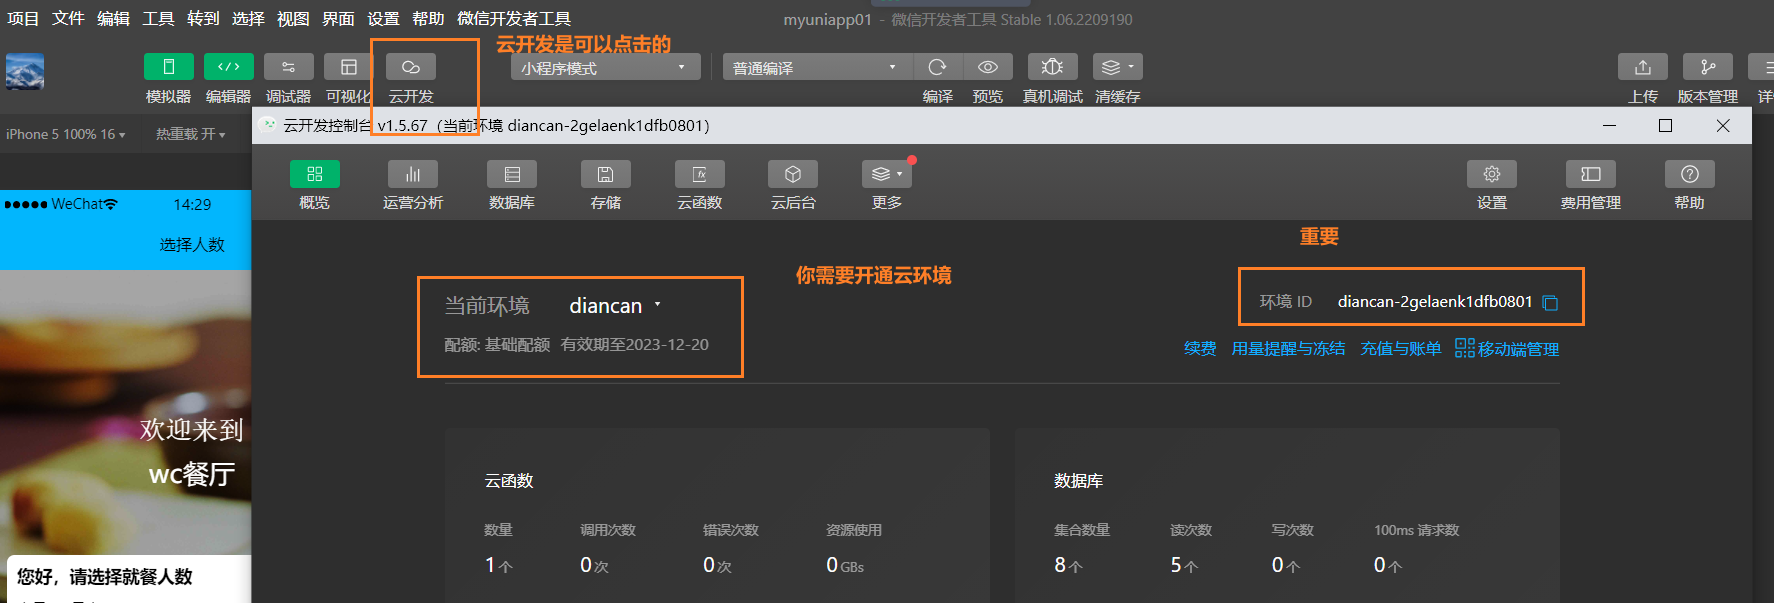 项目 文件 编辑 工具 转到 选择 视图 界面 设置 帮助 微信开发者工具
myuniapp01 - 微信开发者工具 Stable 1.06.2209190
云开发是可以点击的
小程序模式
普通编译
模拟器 编辑器 调试器 可视化 云开发
编译 预览 真机调试 清缓存
上传 版本管理
iPhone 5 100% 16 热重载 开
云开发控制台 v1.5.67 (当前环境 diancan-2gelaenk1dfb0801)
概览 运营分析 数据库 存储 云函数 云后台 更多
设置 费用管理 帮助
WeChat 14:29
选择人数
重要
你需要开通云环境
当前环境 diancan
环境 ID diancan-2gelaenk1dfb0801
配额: 基础配额 有效期至2023-12-20
续费 用量提醒与冻结 充值与账单 移动端管理
欢迎来到
wc餐厅
云函数
数据库
数量 调用次数 错误次数 资源使用
集合数量 读次数 写次数 100ms 请求数
1个 0次 0次 0GBs
8个 5个 0个 0个
您好，请选择就餐人数